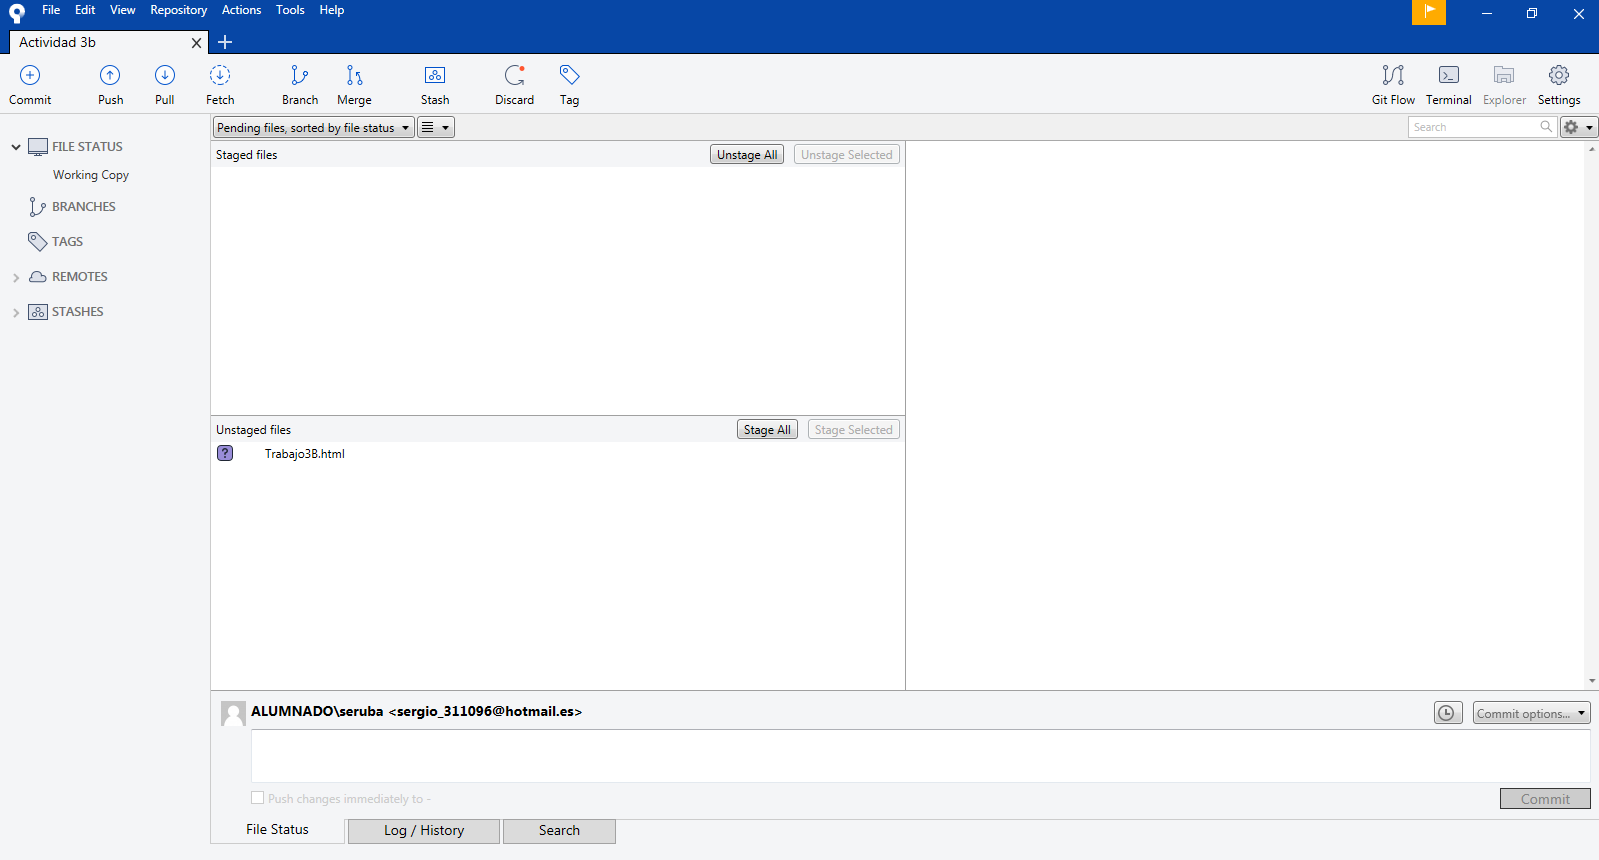 File Edit View Repository Actions Tools Help
Actividad 3b
Commit Push Pull Fetch Branch Merge Stash Discard Tag Git Flow Terminal Explorer Settings
Pending files, sorted by file status
Search
FILE STATUS
Working Copy
BRANCHES
TAGS
REMOTES
STASHES
Staged files Unstage All Unstage Selected
Unstaged files Stage All Stage Selected
? Trabajo3B.html
ALUMNADO\seruba <sergio_311096@hotmail.es>
Commit options...
Push changes immediately to -
Commit
File Status Log / History Search